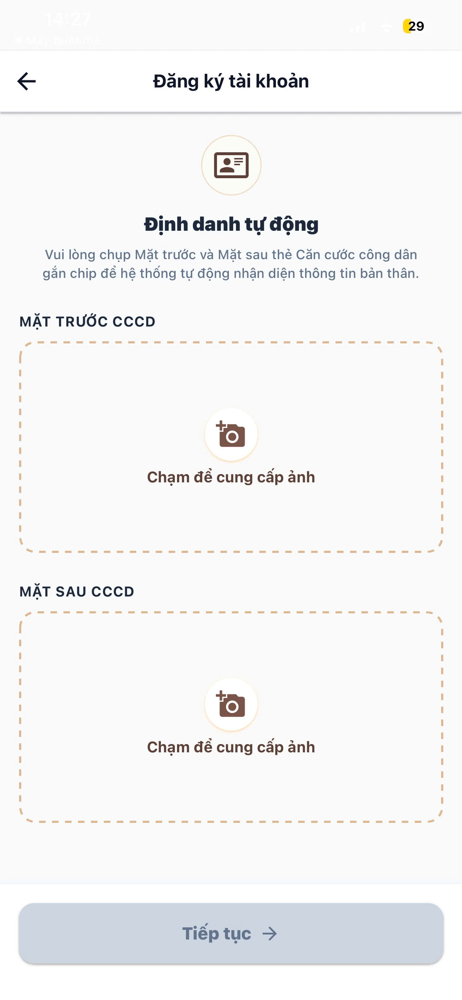 14:27
Máy quét mã
29
Đăng ký tài khoản
Định danh tự động
Vui lòng chụp Mặt trước và Mặt sau thẻ Căn cước công dân
gắn chip để hệ thống tự động nhận diện thông tin bản thân.
MẶT TRƯỚC CCCD
Chạm để cung cấp ảnh
MẶT SAU CCCD
Chạm để cung cấp ảnh
Tiếp tục